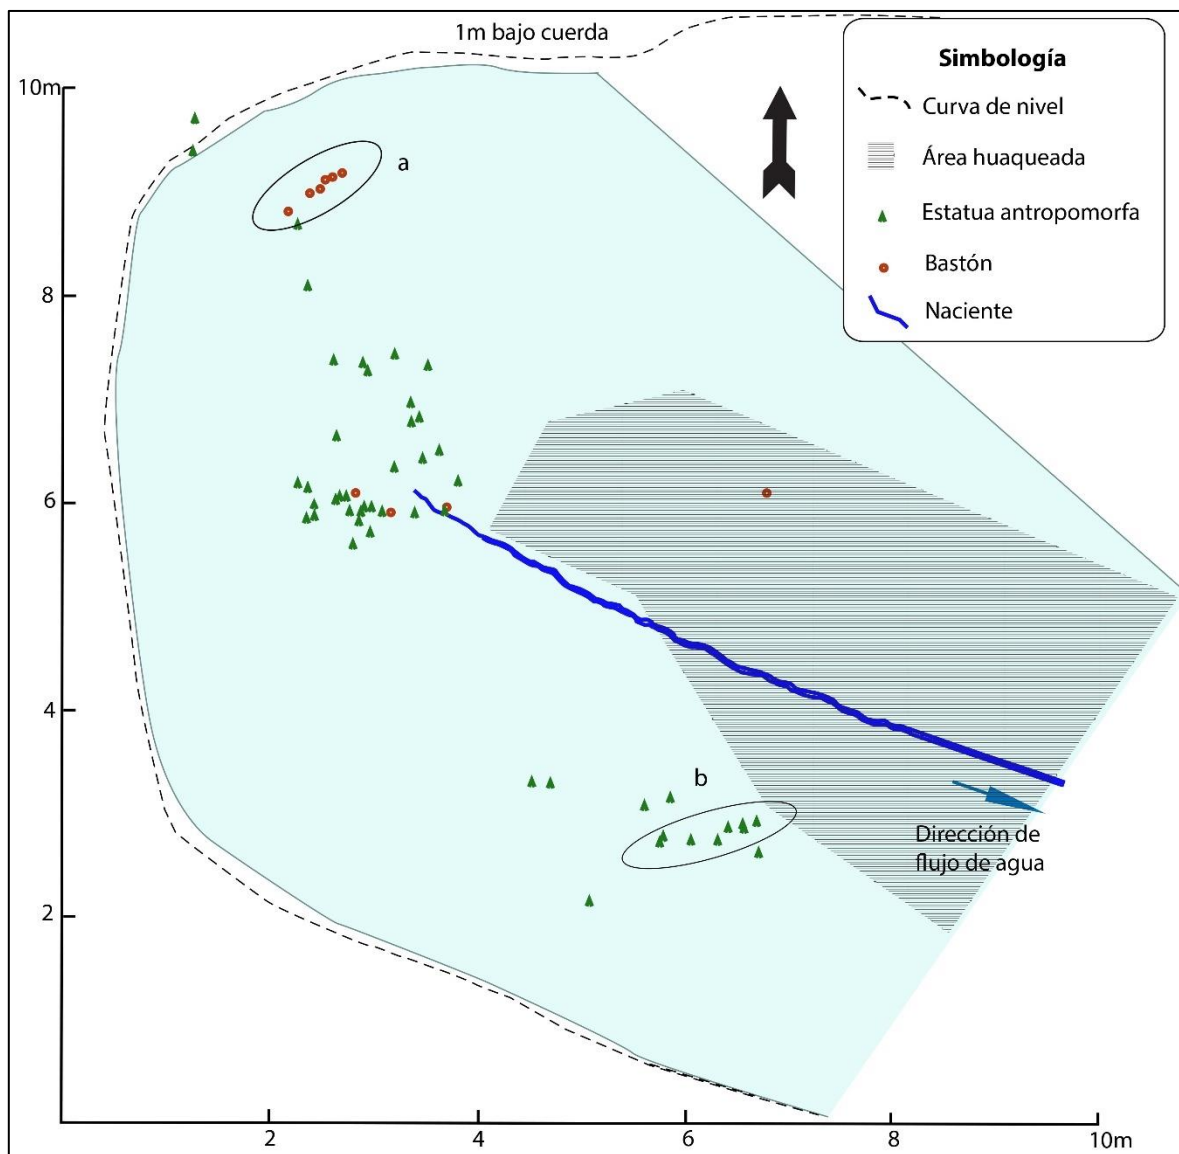 1m bajo cuerda
Simbología
Curva de nivel
Área huaqueada
Estatua antropomorfa
Bastón
Naciente
10m
a
8
6
4
b
Dirección de
flujo de agua
2
2
4
6
8
10m